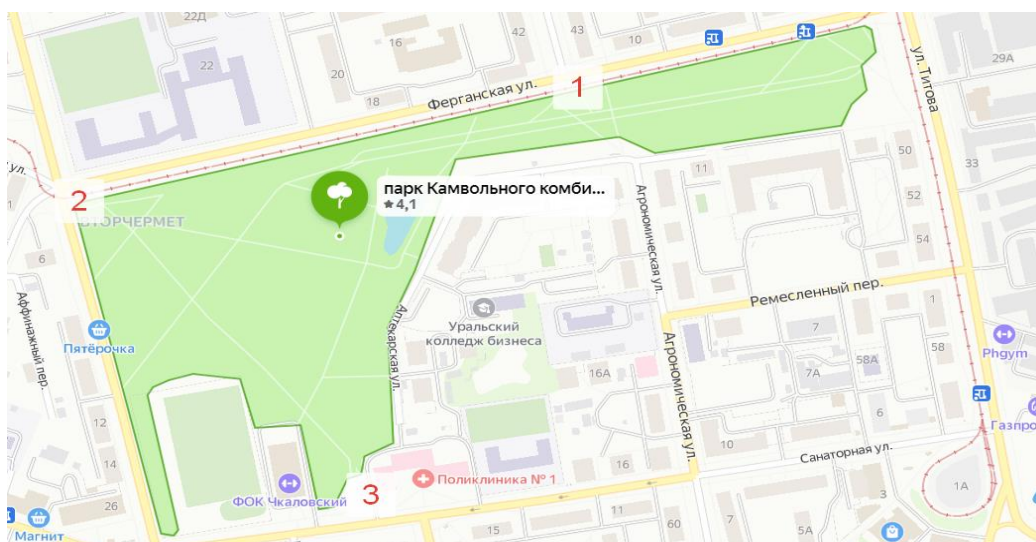 22Д
42
43
10
16
ул. Титова
29А
22
20
18
Ферганская ул.
1
50
33
ул.
11
2
парк Камвольного комби...
4,1
52
ВТОРЧЕРМЕТ
Агрономическая ул.
54
6
Аффинажный пер.
Ремесленный пер.
1
Пятёрочка
Аптекарская ул.
Уральский
колледж бизнеса
7
58
Phgym
16А
7А
58А
Агрономическая ул.
12
6
Газпро
10
Санаторная ул.
14
16
3
Поликлиника № 1
ФОК Чкаловский
26
3
1А
11
60
7
5А
15
Магнит